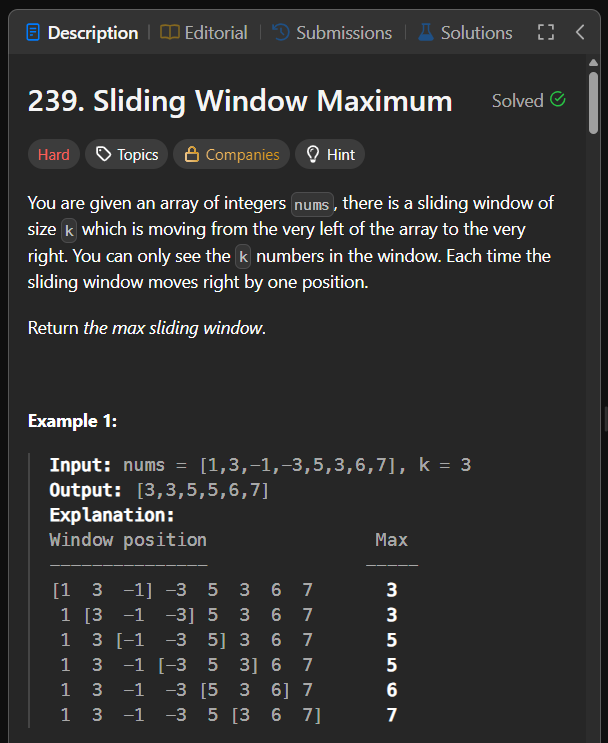 Description | Editorial | Submissions | Solutions
239. Sliding Window Maximum Solved
Hard Topics Companies Hint
You are given an array of integers nums, there is a sliding window of
size k which is moving from the very left of the array to the very
right. You can only see the k numbers in the window. Each time the
sliding window moves right by one position.
Return the max sliding window.
Example 1:
Input: nums = [1,3,-1,-3,5,3,6,7], k = 3
Output: [3,3,5,5,6,7]
Explanation:
Window position Max
--------------- -----
[1 3 -1] -3 5 3 6 7 3
1 [3 -1 -3] 5 3 6 7 3
1 3 [-1 -3 5] 3 6 7 5
1 3 -1 [-3 5 3] 6 7 5
1 3 -1 -3 [5 3 6] 7 6
1 3 -1 -3 5 [3 6 7] 7